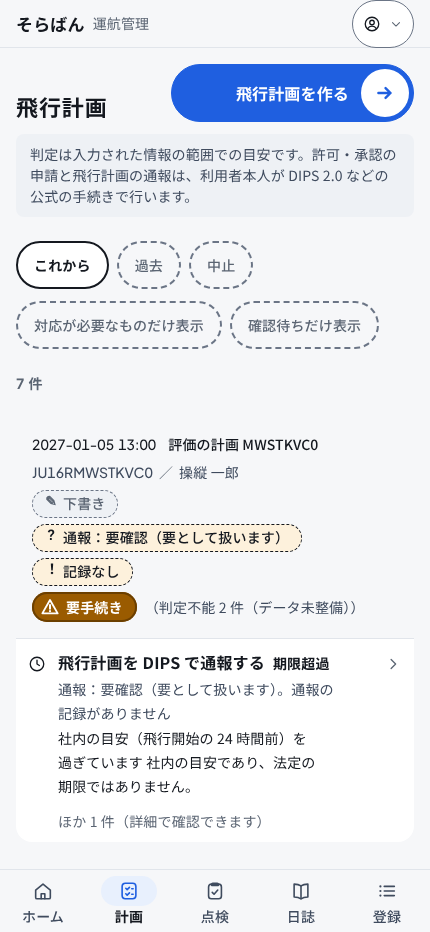 そらばん 運航管理
飛行計画
飛行計画を作る
判定は入力された情報の範囲での目安です。許可・承認の
申請と飛行計画の通報は、利用者本人が DIPS 2.0 などの
公式の手続きで行います。
これから 過去 中止
対応が必要なものだけ表示 確認待ちだけ表示
7 件
2027-01-05 13:00 評価の計画 MWSTKVC0
JU16RMWSTKVC0 ／ 操縦 一郎
下書き
? 通報：要確認（要として扱います）
! 記録なし
要手続き （判定不能 2 件（データ未整備））
飛行計画を DIPS で通報する 期限超過
通報：要確認（要として扱います）。通報の
記録がありません
社内の目安（飛行開始の 24 時間前）を
過ぎています 社内の目安であり、法定の
期限ではありません。
ほか 1 件（詳細で確認できます）
ホーム 計画 点検 日誌 登録